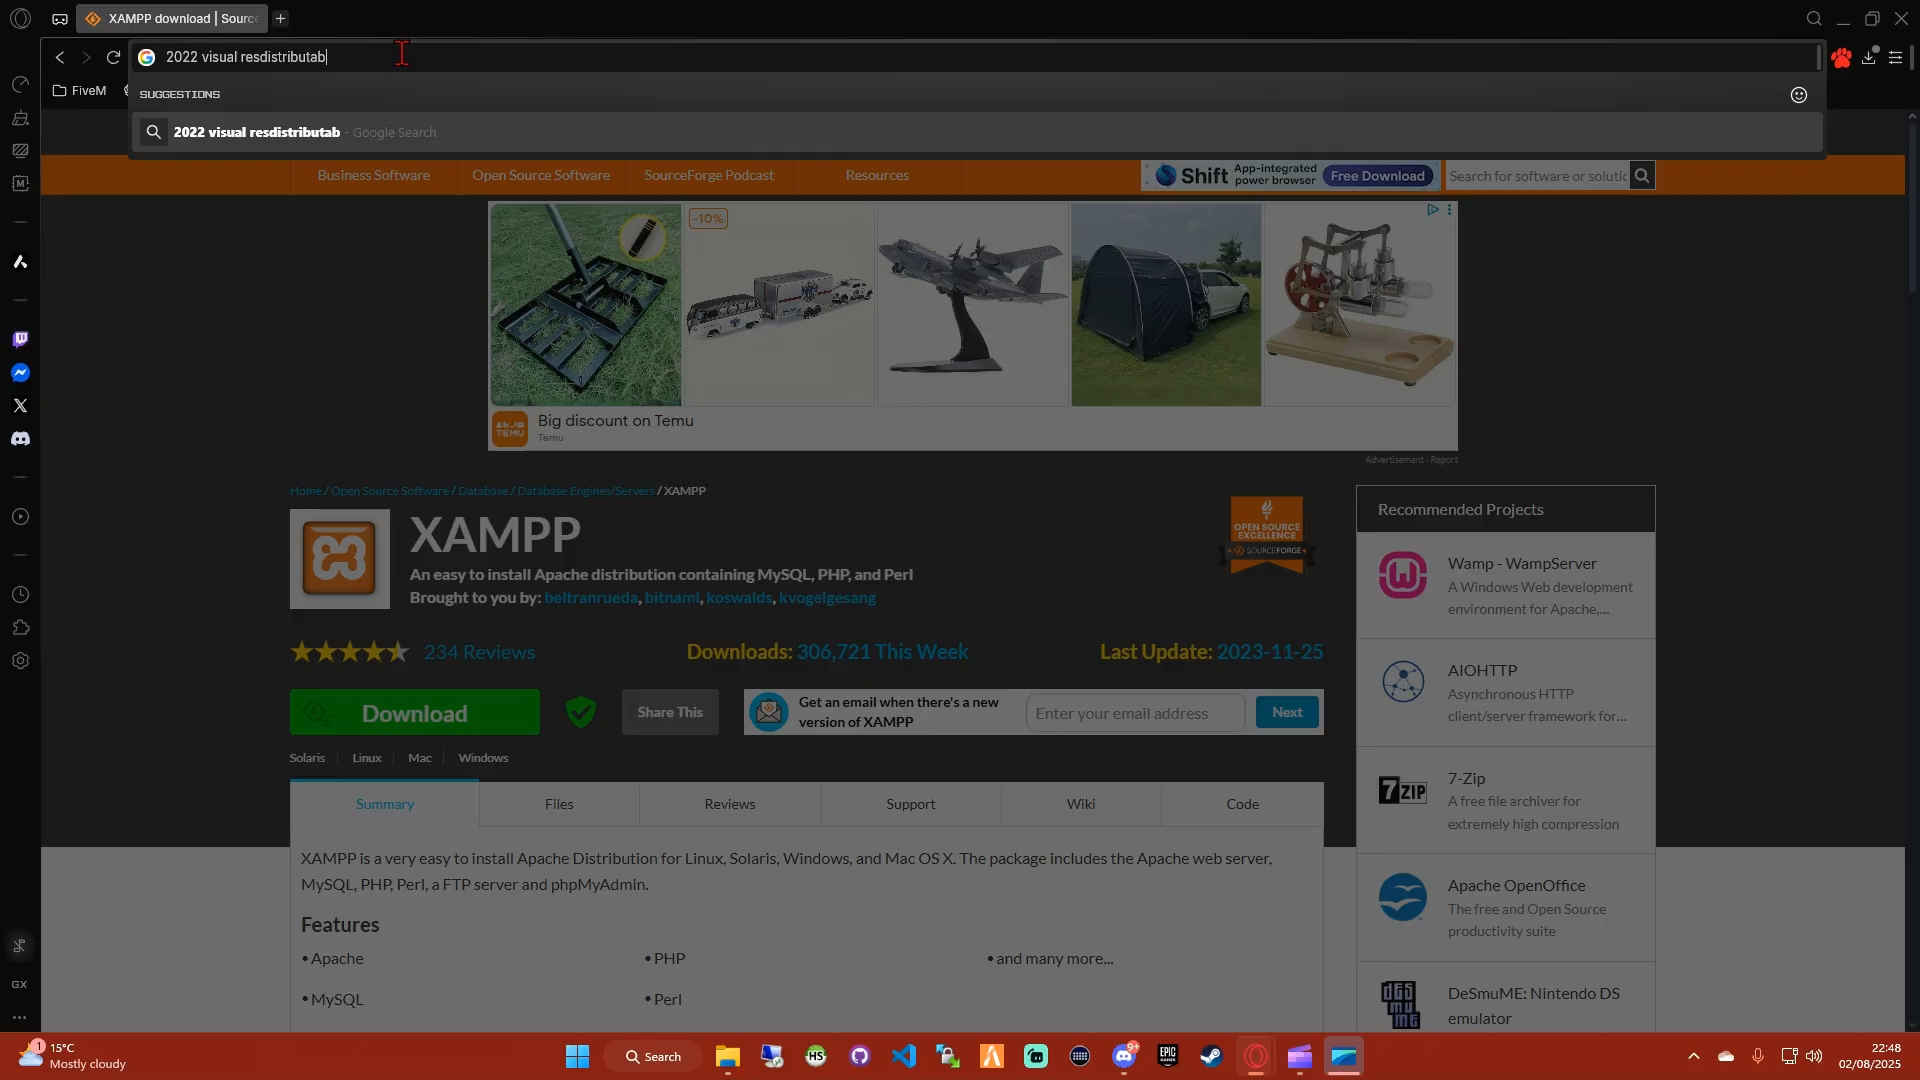 XAMPP download | Sourc
2022 visual resdistributab
FiveM
SUGGESTIONS
2022 visual resdistributab - Google Search
Business Software
Open Source Software
SourceForge Podcast
Resources
Shift
App-integrated
power browser
Free Download
Search for software or solutic
-10%
Big discount on Temu
TEMU
Temu
Advertisement - Report
Home / Open Source Software / Database / Database Engines/Servers / XAMPP
XAMPP
An easy to install Apache distribution containing MySQL, PHP, and Perl
Brought to you by: beltranrueda, bitnami, koswalds, kvogelgesang
OPEN SOURCE
EXCELLENCE
SOURCEFORGE
234 Reviews
Downloads: 306,721 This Week
Last Update: 2023-11-25
Download
Share This
Get an email when there's a new
version of XAMPP
Enter your email address
Next
Solaris
Linux
Mac
Windows
Summary
Files
Reviews
Support
Wiki
Code
XAMPP is a very easy to install Apache Distribution for Linux, Solaris, Windows, and Mac OS X. The package includes the Apache web server,
MySQL, PHP, Perl, a FTP server and phpMyAdmin.
Features
• Apache
• PHP
• and many more...
• MySQL
• Perl
Recommended Projects
Wamp - WampServer
A Windows Web development
environment for Apache,...
AIOHTTP
Asynchronous HTTP
client/server framework for...
7ZIP
7-Zip
A free file archiver for
extremely high compression
Apache OpenOffice
The free and Open Source
productivity suite
DeSmuME: Nintendo DS
emulator
GX
1
15°C
Mostly cloudy
Search
HS
9+
EPIC
GAMES
22:48
02/08/2025